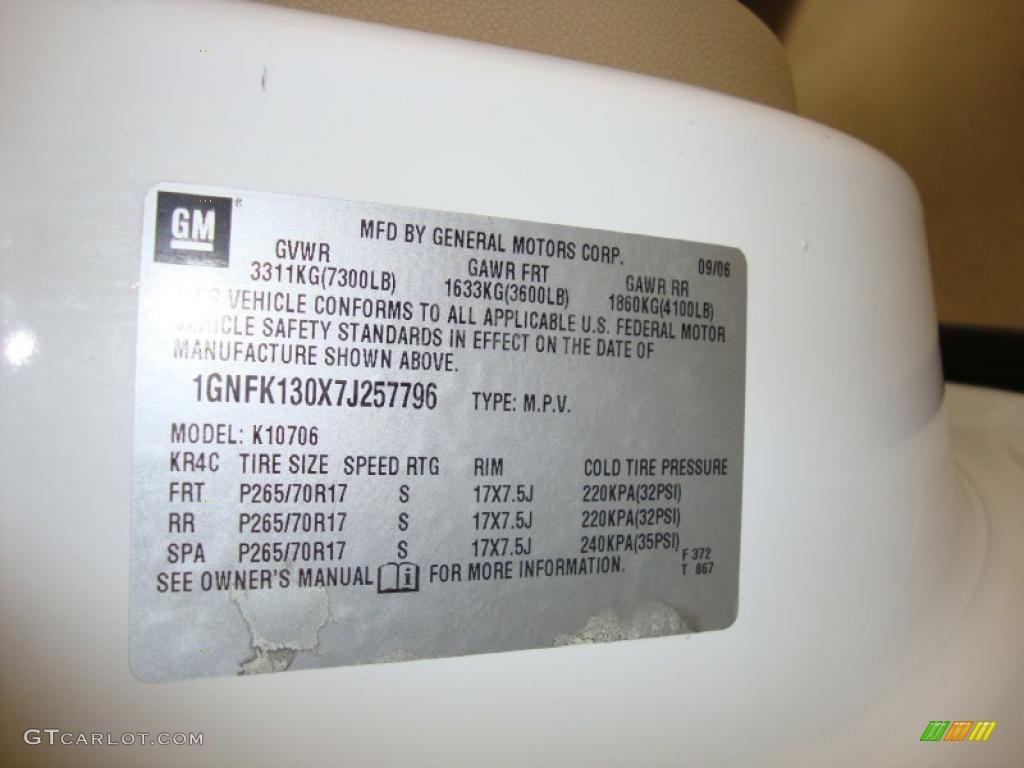 GM ®
MFD BY GENERAL MOTORS CORP.
09/06
GVWR GAWR FRT GAWR RR
3311KG(7300LB) 1633KG(3600LB) 1860KG(4100LB)
VEHICLE CONFORMS TO ALL APPLICABLE U.S. FEDERAL MOTOR
VEHICLE SAFETY STANDARDS IN EFFECT ON THE DATE OF
MANUFACTURE SHOWN ABOVE.
1GNFK130X7J257796 TYPE: M.P.V.
MODEL: K10706
KR4C TIRE SIZE SPEED RTG RIM COLD TIRE PRESSURE
FRT P265/70R17 S 17X7.5J 220KPA(32PSI)
RR P265/70R17 S 17X7.5J 220KPA(32PSI)
SPA P265/70R17 S 17X7.5J 240KPA(35PSI)
F 372
T 867
SEE OWNER'S MANUAL i FOR MORE INFORMATION.
GTCARLOT.COM